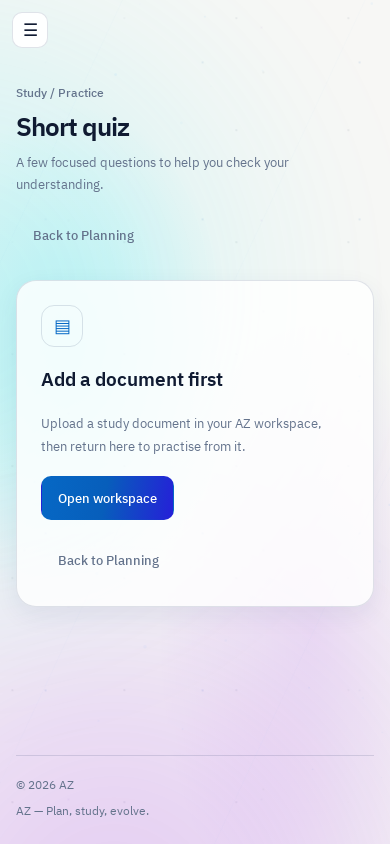 Study / Practice
Short quiz
A few focused questions to help you check your
understanding.
Back to Planning
Add a document first
Upload a study document in your AZ workspace,
then return here to practise from it.
Open workspace
Back to Planning
© 2026 AZ
AZ — Plan, study, evolve.